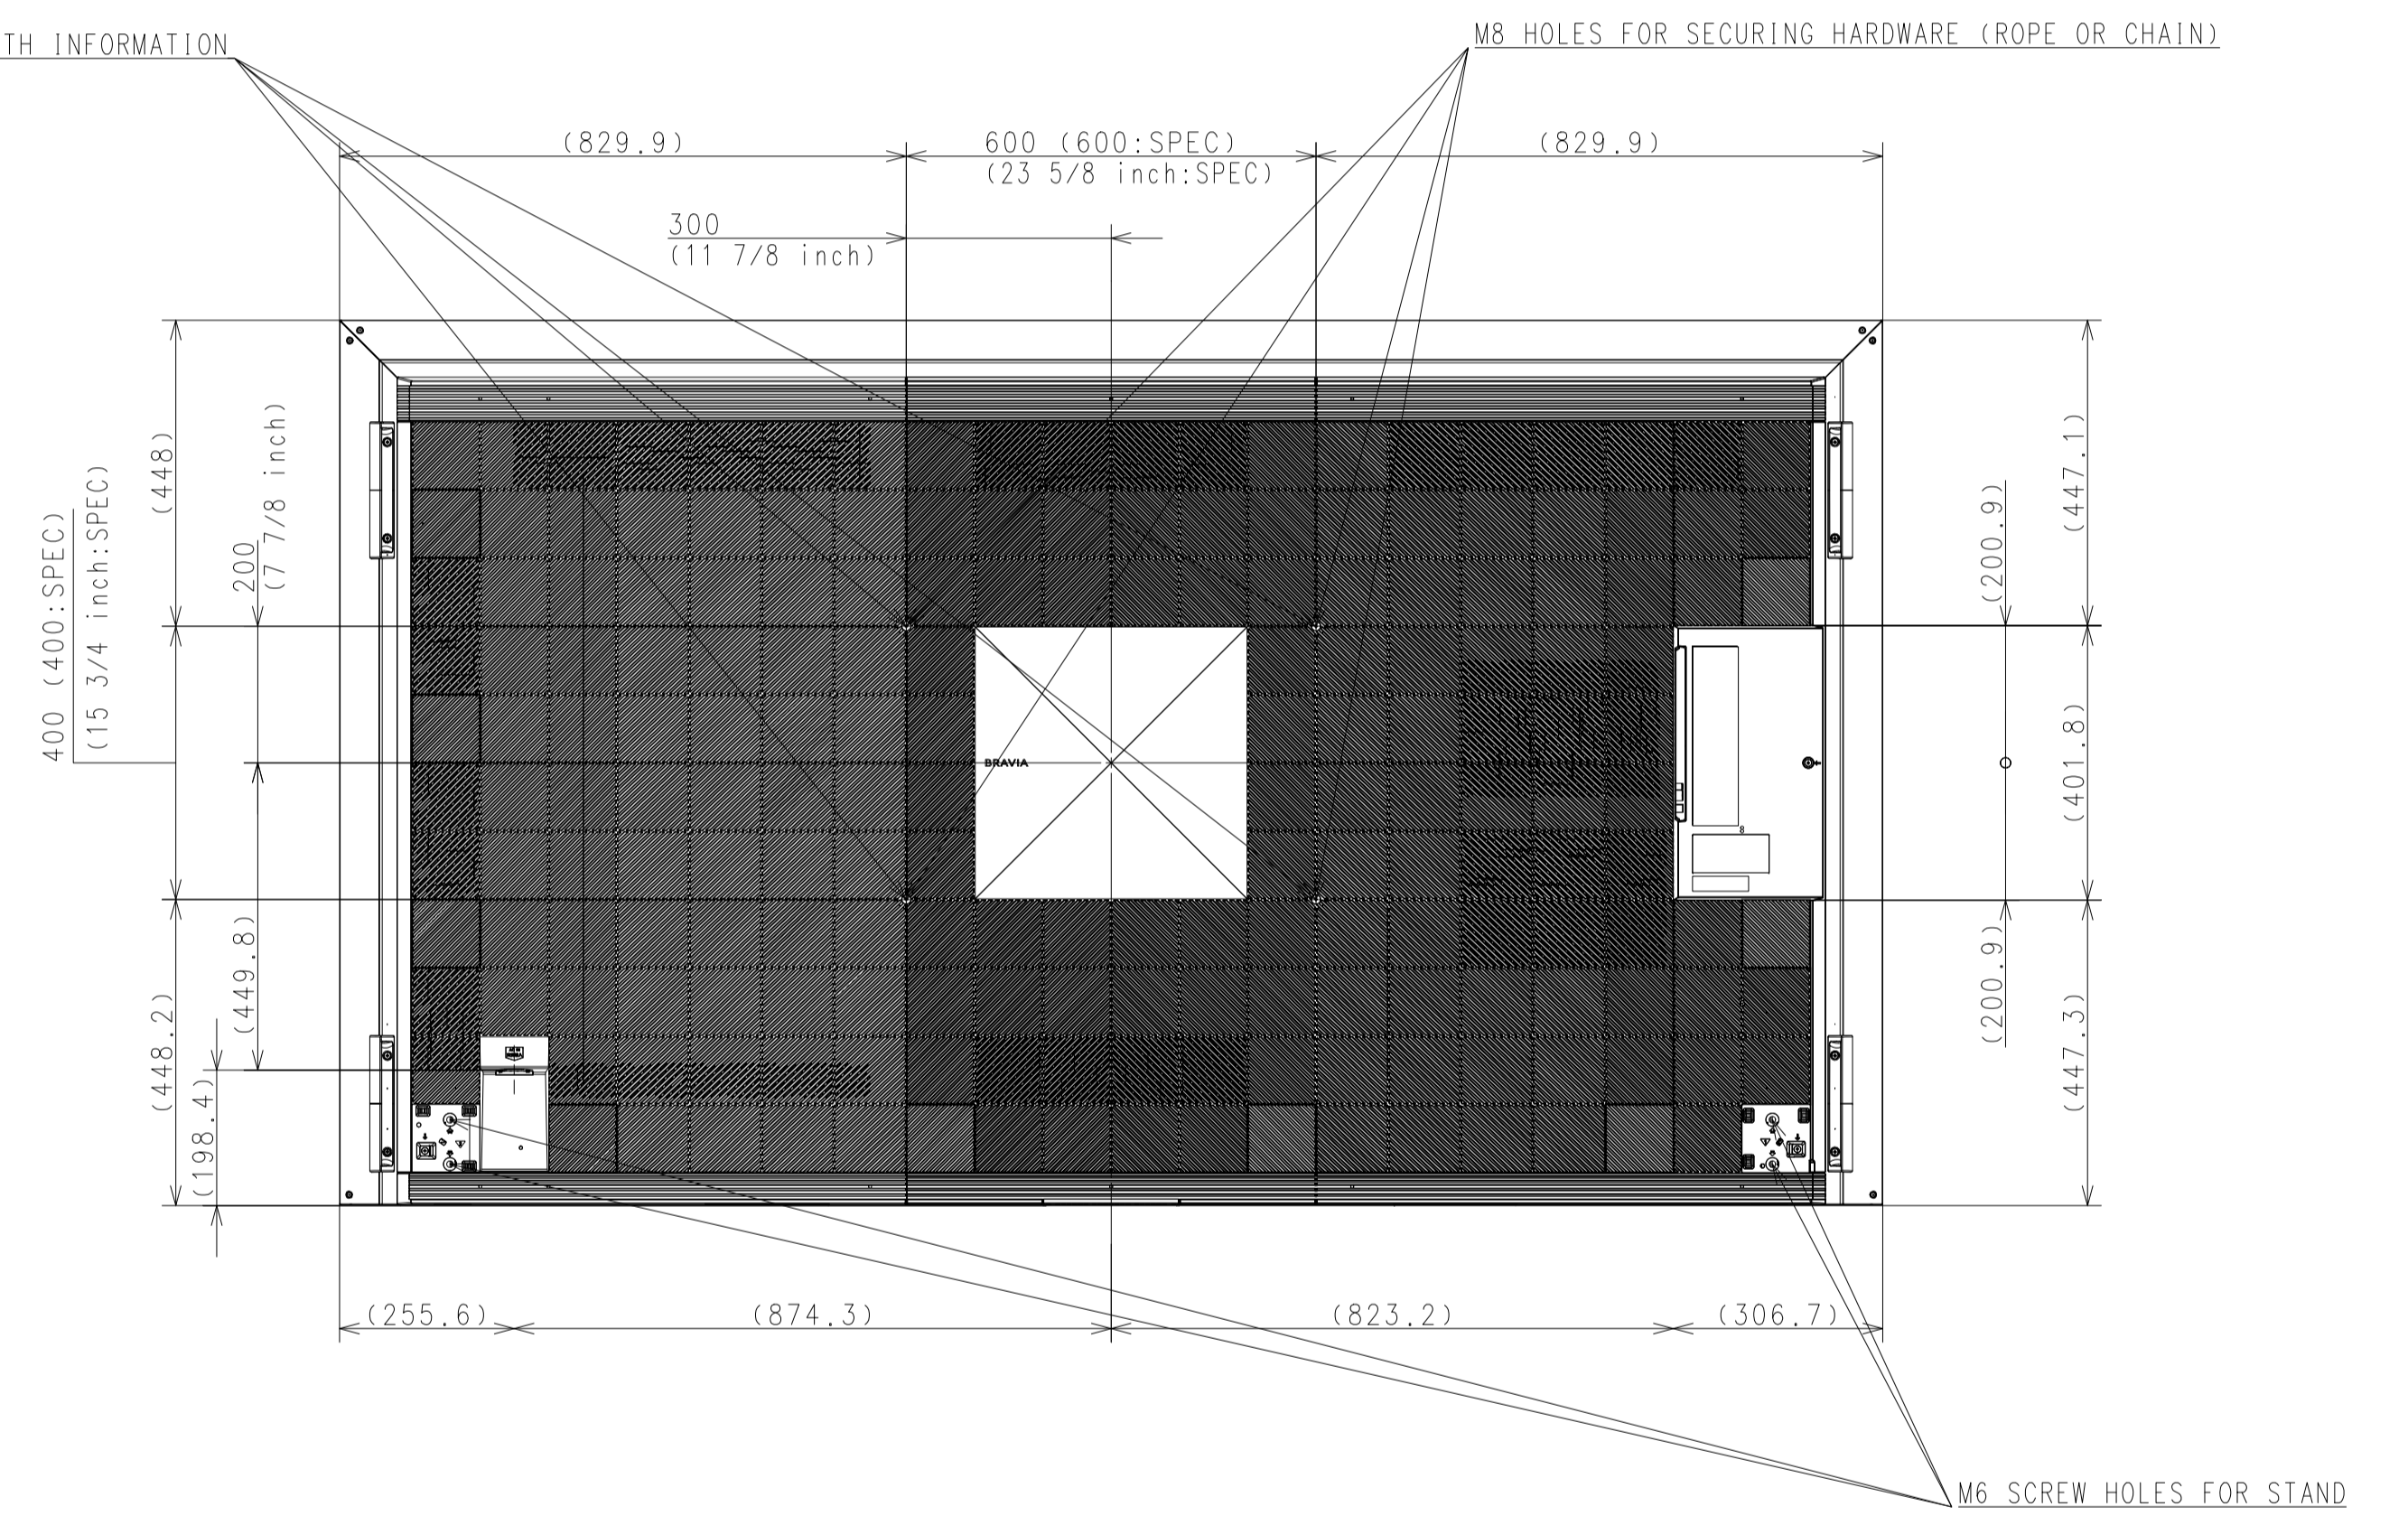 TH INFORMATION
M8 HOLES FOR SECURING HARDWARE (ROPE OR CHAIN)
(829.9)
600 (600:SPEC)
(23 5/8 inch:SPEC)
(829.9)
300
(11 7/8 inch)
(448)
200
(7 7/8 inch)
400 (400:SPEC)
(15 3/4 inch:SPEC)
(449.8)
(448.2)
(198.4)
BRAVIA
(447.1)
(200.9)
(401.8)
(200.9)
(447.3)
(255.6)
(874.3)
(823.2)
(306.7)
M6 SCREW HOLES FOR STAND